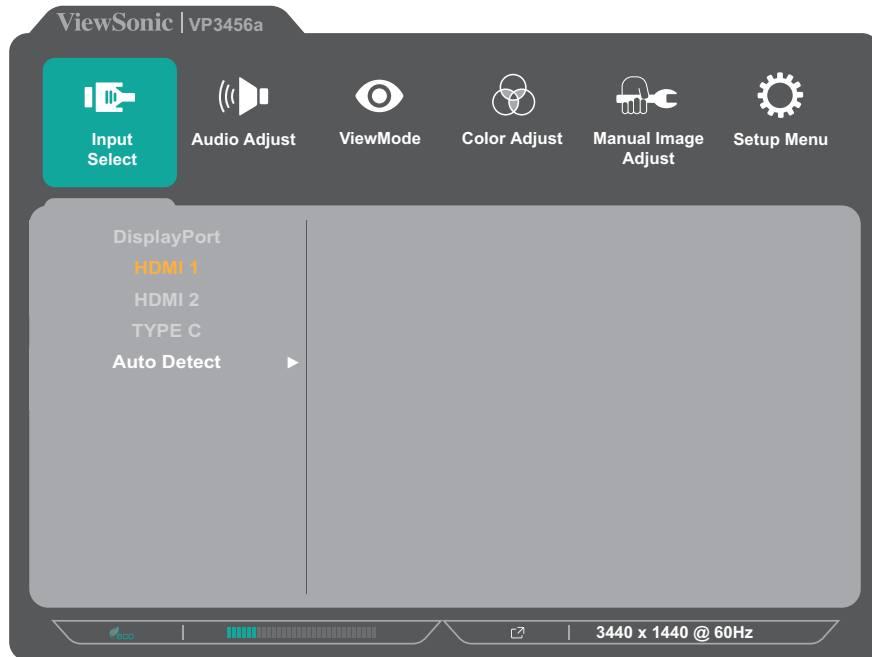 ViewSonic | VP3456a
Input Select
Audio Adjust
ViewMode
Color Adjust
Manual Image Adjust
Setup Menu
DisplayPort
HDMI 1
HDMI 2
TYPE C
Auto Detect
eco
3440 x 1440 @ 60Hz